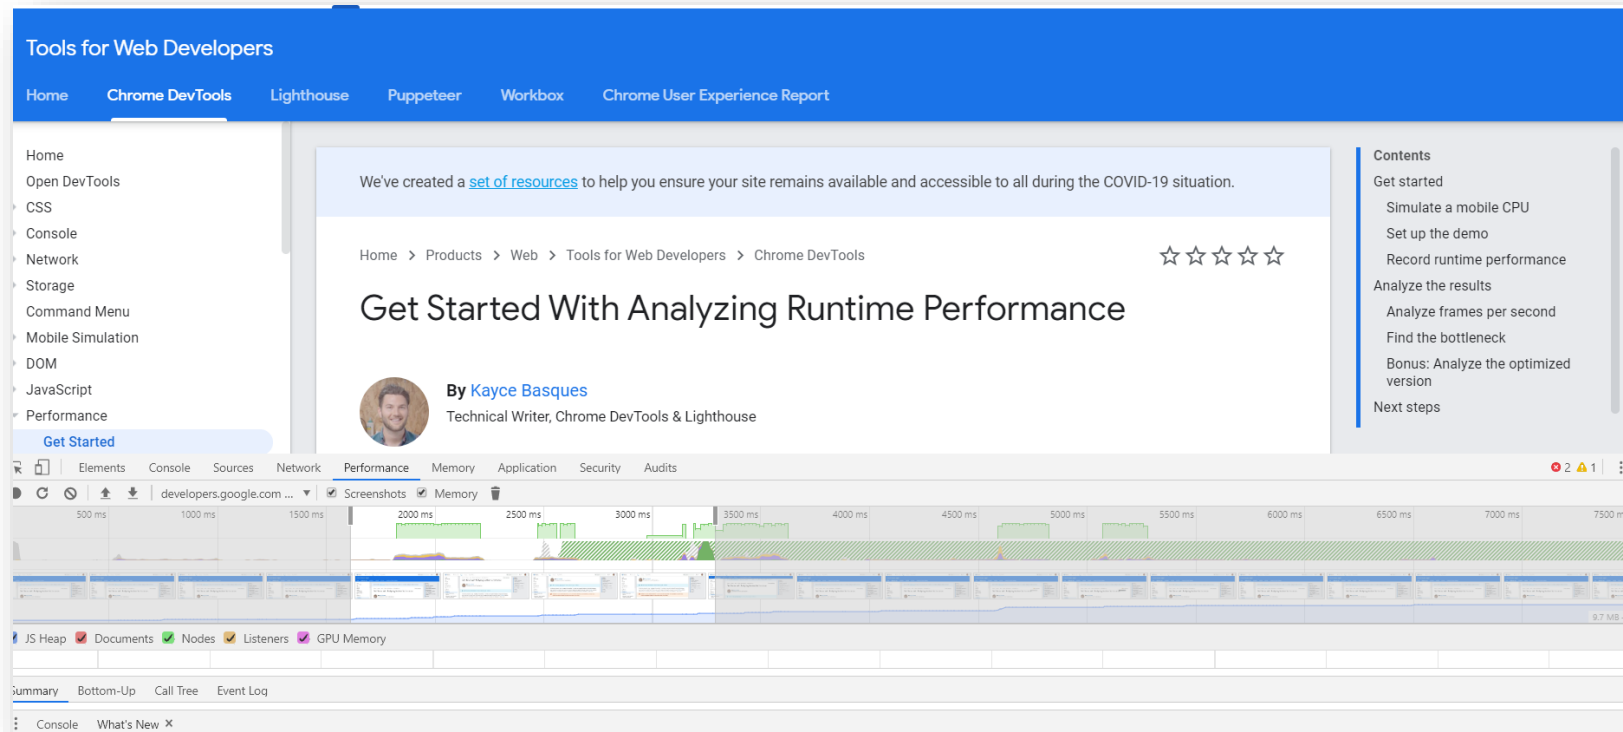 Tools for Web Developers
Home Chrome DevTools Lighthouse Puppeteer Workbox Chrome User Experience Report
Home
Open DevTools
CSS
Console
Network
Storage
Command Menu
Mobile Simulation
DOM
JavaScript
Performance
Get Started
We've created a set of resources to help you ensure your site remains available and accessible to all during the COVID-19 situation.
Home > Products > Web > Tools for Web Developers > Chrome DevTools
Get Started With Analyzing Runtime Performance
By Kayce Basques
Technical Writer, Chrome DevTools & Lighthouse
Contents
Get started
Simulate a mobile CPU
Set up the demo
Record runtime performance
Analyze the results
Analyze frames per second
Find the bottleneck
Bonus: Analyze the optimized
version
Next steps
Elements Console Sources Network Performance Memory Application Security Audits 2 1
developers.google.com ... Screenshots Memory
500 ms 1000 ms 1500 ms 2000 ms 2500 ms 3000 ms 3500 ms 4000 ms 4500 ms 5000 ms 5500 ms 6000 ms 6500 ms 7000 ms 7500 m
9.7 MB
JS Heap Documents Nodes Listeners GPU Memory
Summary Bottom-Up Call Tree Event Log
Console What's New ×